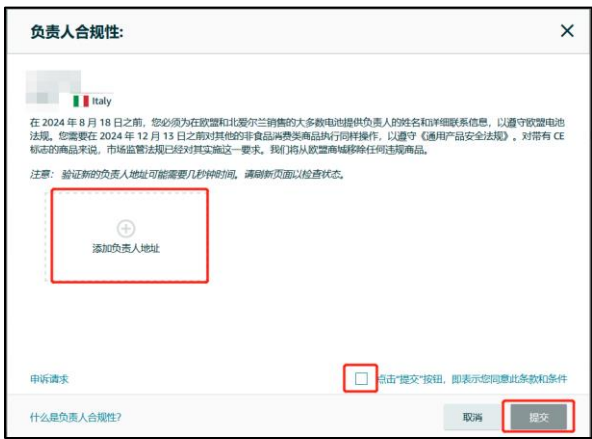 负责人合规性:
Italy
在 2024 年 8 月 18 日之前，您必须为在欧盟和北爱尔兰销售的大多数电池提供负责人的姓名和详细联系信息，以遵守欧盟电池
法规。您需要在 2024 年 12 月 13 日之前对其他的非食品消费类商品执行同样操作，以遵守《通用产品安全法规》。对带有 CE
标志的商品来说，市场监管法规已经对其实施这一要求。我们将从欧盟商城移除任何违规商品。
注意： 验证新的负责人地址可能需要几秒钟时间。请刷新页面以检查状态。
添加负责人地址
申诉请求
点击"提交"按钮，即表示您同意此条款和条件
什么是负责人合规性?
取消
提交